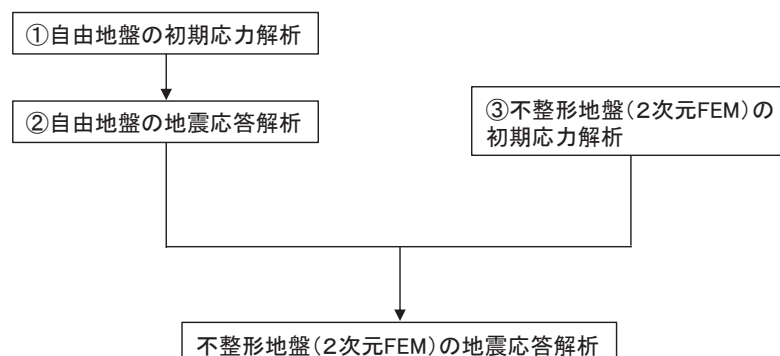 ①自由地盤の初期応力解析
②自由地盤の地震応答解析
③不整形地盤(2次元FEM)の
初期応力解析
不整形地盤(2次元FEM)の地震応答解析